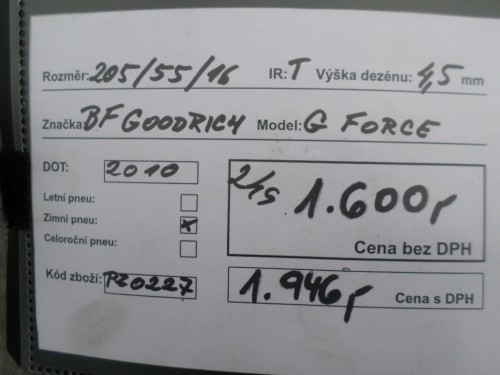 Rozměr: 205/55/16 IR: T Výška dezénu: 4,5 mm
Značka: BF GOODRICH Model: G FORCE
DOT: 2010
Letní pneu:
Zimní pneu: x
Celoroční pneu:
2ks 1.600,-
Cena bez DPH
Kód zboží: PZ0227
1.946,- Cena s DPH